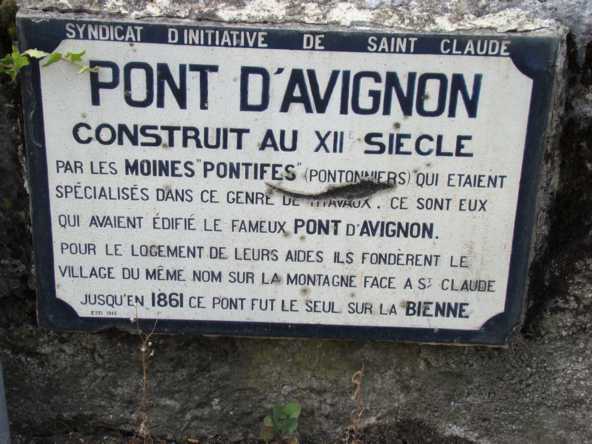 SYNDICAT D'INITIATIVE DE SAINT CLAUDE
PONT D'AVIGNON
CONSTRUIT AU XIIE SIECLE
PAR LES MOINES "PONTIFES" (PONTONNIERS) QUI ETAIENT
SPÉCIALISÉS DANS CE GENRE DE TRAVAUX. CE SONT EUX
QUI AVAIENT ÉDIFIÉ LE FAMEUX PONT D'AVIGNON.
POUR LE LOGEMENT DE LEURS AIDES ILS FONDÈRENT LE
VILLAGE DU MÊME NOM SUR LA MONTAGNE FACE A ST CLAUDE
JUSQU'EN 1861 CE PONT FUT LE SEUL SUR LA BIENNE